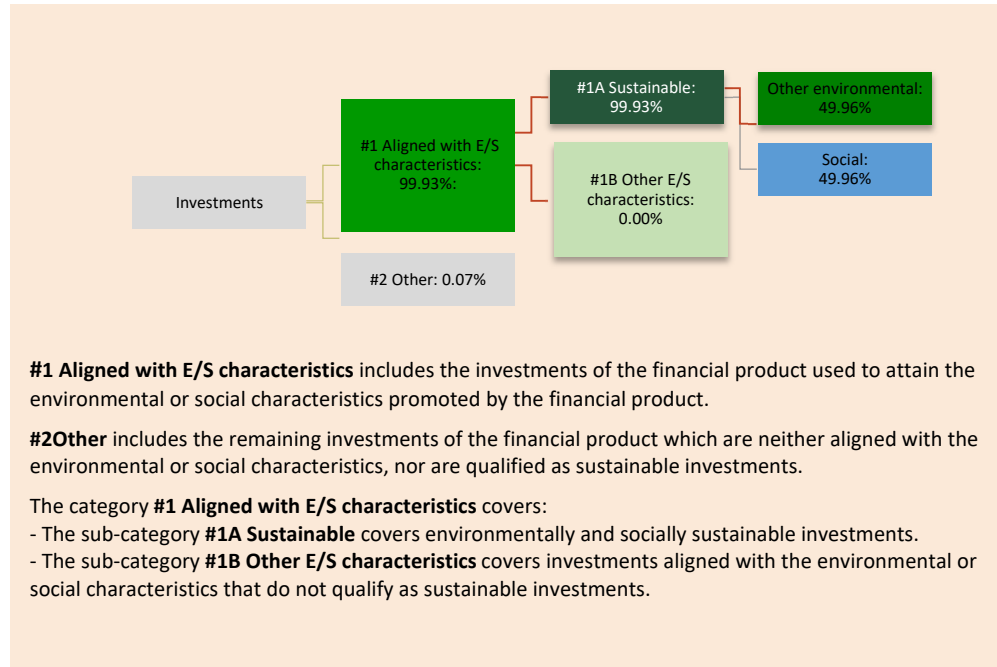 #1A Sustainable:
99.93%
Other environmental:
49.96%
#1 Aligned with E/S
characteristics:
99.93%:
#1B Other E/S
characteristics:
0.00%
Social:
49.96%
Investments
#2 Other: 0.07%
#1 Aligned with E/S characteristics includes the investments of the financial product used to attain the
environmental or social characteristics promoted by the financial product.
#2Other includes the remaining investments of the financial product which are neither aligned with the
environmental or social characteristics, nor are qualified as sustainable investments.
The category #1 Aligned with E/S characteristics covers:
- The sub-category #1A Sustainable covers environmentally and socially sustainable investments.
- The sub-category #1B Other E/S characteristics covers investments aligned with the environmental or
social characteristics that do not qualify as sustainable investments.